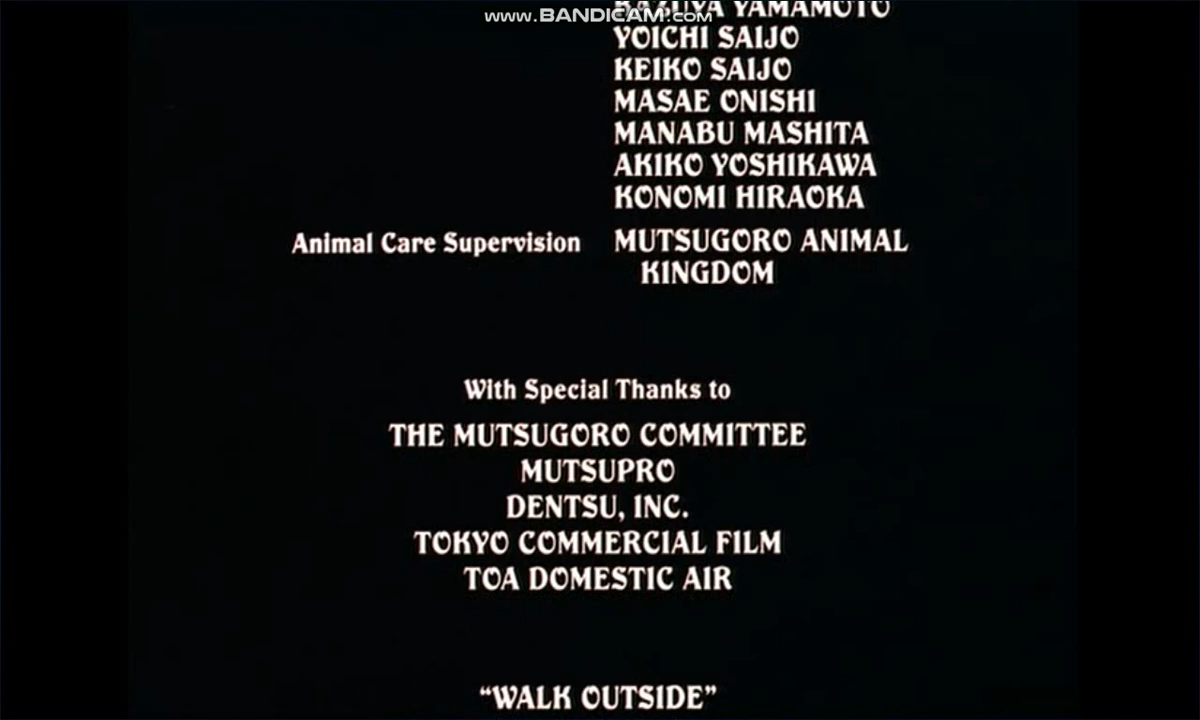 www.BANDICAM.com
KAZUYA YAMAMOTO
YOICHI SAIJO
KEIKO SAIJO
MASAE ONISHI
MANABU MASHITA
AKIKO YOSHIKAWA
KONOMI HIRAOKA
Animal Care Supervision MUTSUGORO ANIMAL
KINGDOM
With Special Thanks to
THE MUTSUGORO COMMITTEE
MUTSUPRO
DENTSU, INC.
TOKYO COMMERCIAL FILM
TOA DOMESTIC AIR
“WALK OUTSIDE”